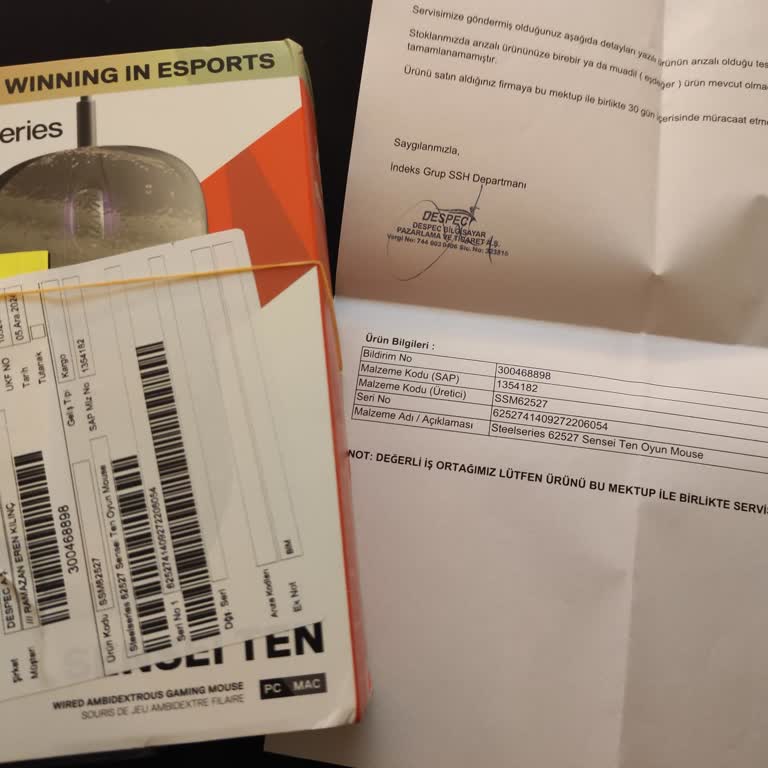 WINNING IN ESPORTS
eries
05 Ara 202
UKF NO
Tarih
Tutanak
Geliş Tipi Kargo
SAP Mlz No 1354182
DESPEC
/// RAMAZAN EREN KILINÇ
300468898
Şirket
Müşteri
Ürün Kodu SSM62527
Steelseries 62527 Sensei Ten Oyun Mouse
Seri No 1 6252741409272206054
Dğş. Seri
Arıza Kodları
Ek Not BIM
TEN
WIRED AMBIDEXTROUS GAMING MOUSE
SOURIS DE JEU AMBIDEXTRE FILAIRE
PC MAC
Servisimize göndermiş olduğunuz aşağıda detayları yazılı ürünün arızalı olduğu tes
Stoklarımızda arızalı ürününüze birebir ya da muadil ( eşdeğer ) ürün mevcut olma
tamamlanamamıştır.
Ürünü satın aldığınız firmaya bu mektup ile birlikte 30 gün içerisinde müracaat etme
Saygılarımızla,
İndeks Grup SSH Departmanı
DESPEC
DESPEC BİLGİSAYAR
PAZARLAMA VE TİCARET A.Ş.
Ürün Bilgileri :
Bildirim No 300468898
Malzeme Kodu (SAP) 1354182
Malzeme Kodu (Üretici) SSM62527
Seri No 6252741409272206054
Malzeme Adı / Açıklaması Steelseries 62527 Sensei Ten Oyun Mouse
NOT: DEĞERLİ İŞ ORTAĞIMIZ LÜTFEN ÜRÜNÜ BU MEKTUP İLE BİRLİKTE SERVİS